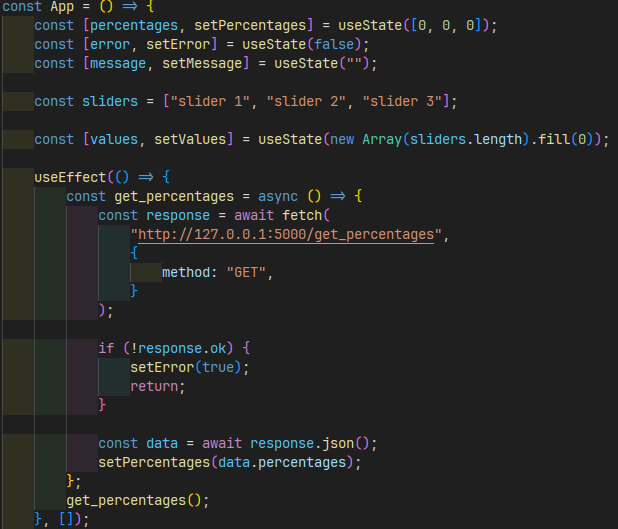 const App = () => {
    const [percentages, setPercentages] = useState([0, 0, 0]);
    const [error, setError] = useState(false);
    const [message, setMessage] = useState("");

    const sliders = ["slider 1", "slider 2", "slider 3"];

    const [values, setValues] = useState(new Array(sliders.length).fill(0));

    useEffect(() => {
        const get_percentages = async () => {
            const response = await fetch(
                "http://127.0.0.1:5000/get_percentages",
                {
                    method: "GET",
                }
            );

            if (!response.ok) {
                setError(true);
                return;
            }

            const data = await response.json();
            setPercentages(data.percentages);
        };
        get_percentages();
    }, []);